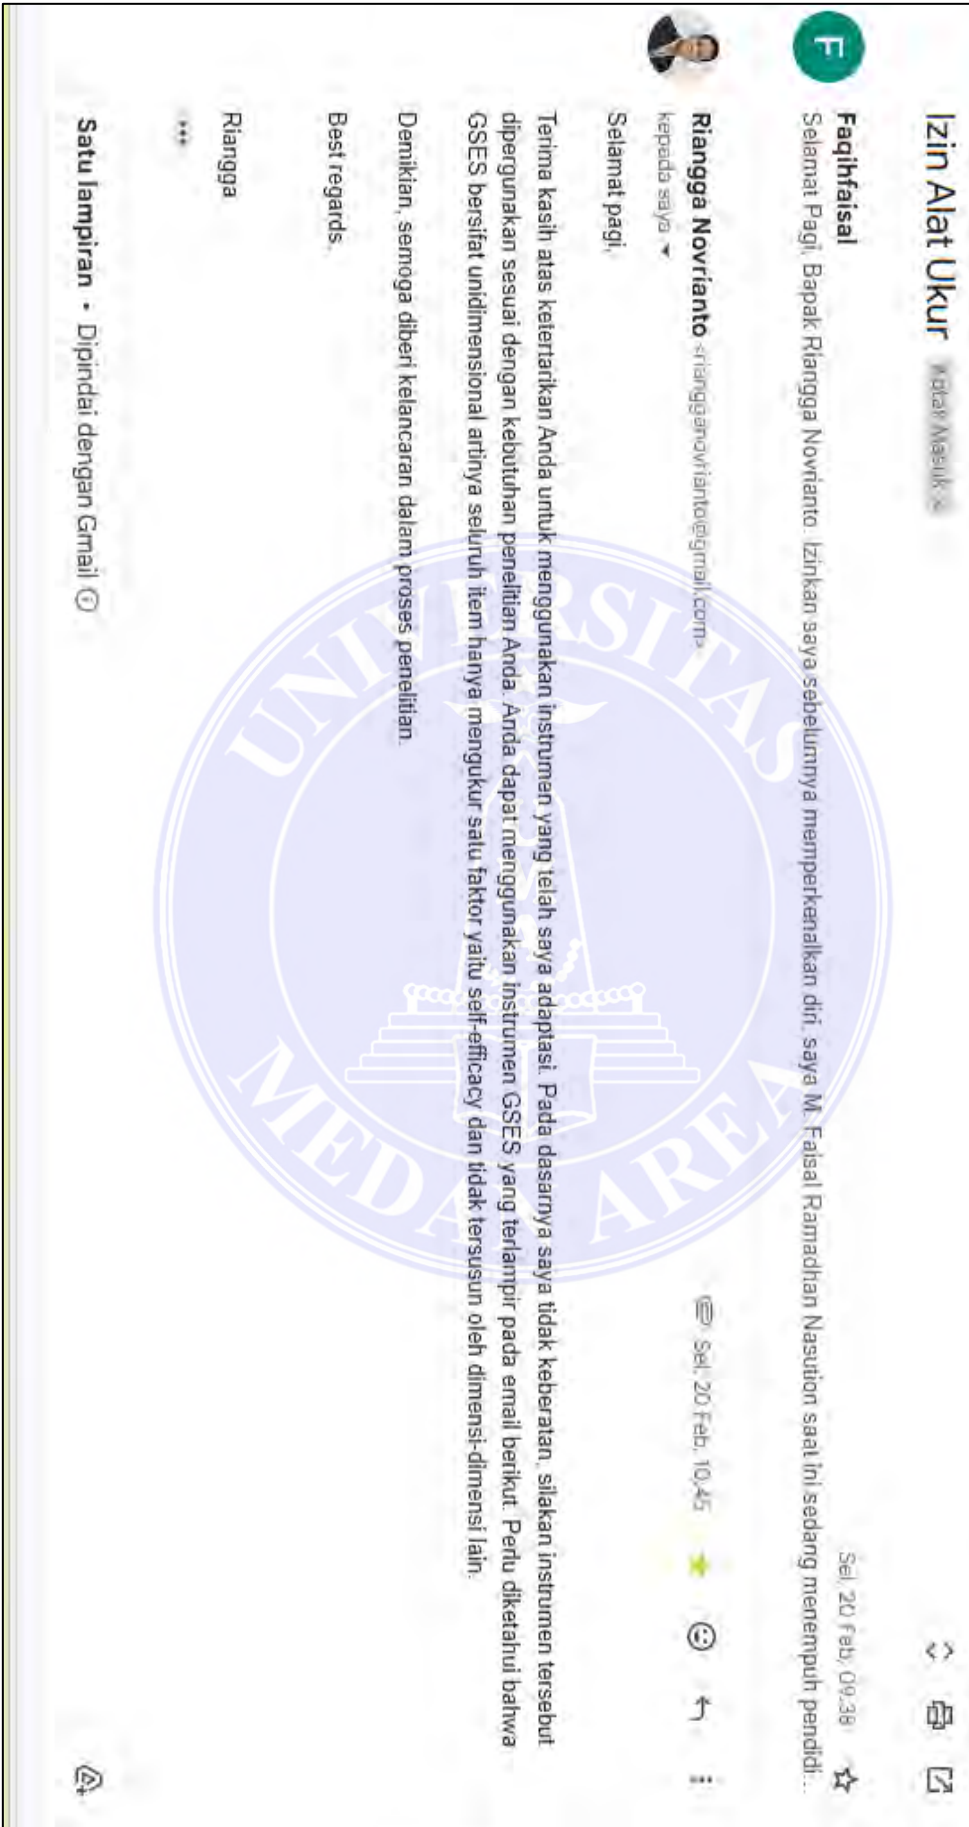 Izin Alat Ukur Kotak Masuk ×
F
Faqihfaisal
Sel, 20 Feb, 09.38
Selamat Pagi, Bapak Riangga Novrianto. Izinkan saya sebelumnya memperkenalkan diri, saya M. Faisal Ramadhan Nasution saat ini sedang menempuh pendidi...
Riangga Novrianto <riangganovrianto@gmail.com>
Sel, 20 Feb, 10.45
kepada saya
Selamat pagi,
Terima kasih atas ketertarikan Anda untuk menggunakan instrumen yang telah saya adaptasi. Pada dasarnya saya tidak keberatan, silakan instrumen tersebut
dipergunakan sesuai dengan kebutuhan penelitian Anda. Anda dapat menggunakan instrumen GSES yang terlampir pada email berikut. Perlu diketahui bahwa
GSES bersifat unidimensional artinya seluruh item hanya mengukur satu faktor yaitu self-efficacy dan tidak tersusun oleh dimensi-dimensi lain.
Demikian, semoga diberi kelancaran dalam proses penelitian.
Best regards,
Riangga
•••
Satu lampiran • Dipindai dengan Gmail
UNIVERSITAS
MEDAN AREA